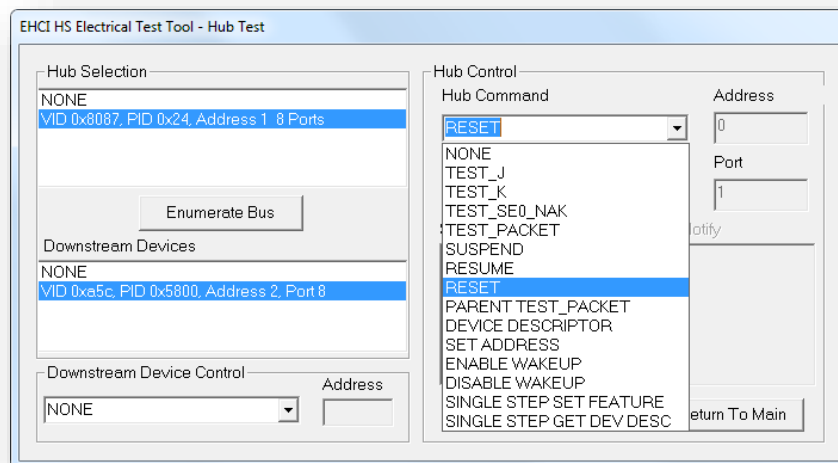 EHCI HS Electrical Test Tool - Hub Test
Hub Selection
NONE
VID 0x8087, PID 0x24, Address 1 8 Ports
Enumerate Bus
Downstream Devices
NONE
VID 0xa5c, PID 0x5800, Address 2, Port 8
Downstream Device Control
NONE
Address
Hub Control
Hub Command
RESET
Address
0
Port
1
NONE
TEST_J
TEST_K
TEST_SE0_NAK
TEST_PACKET
SUSPEND
RESUME
RESET
PARENT TEST_PACKET
DEVICE DESCRIPTOR
SET ADDRESS
ENABLE WAKEUP
DISABLE WAKEUP
SINGLE STEP SET FEATURE
SINGLE STEP GET DEV DESC
eturn To Main